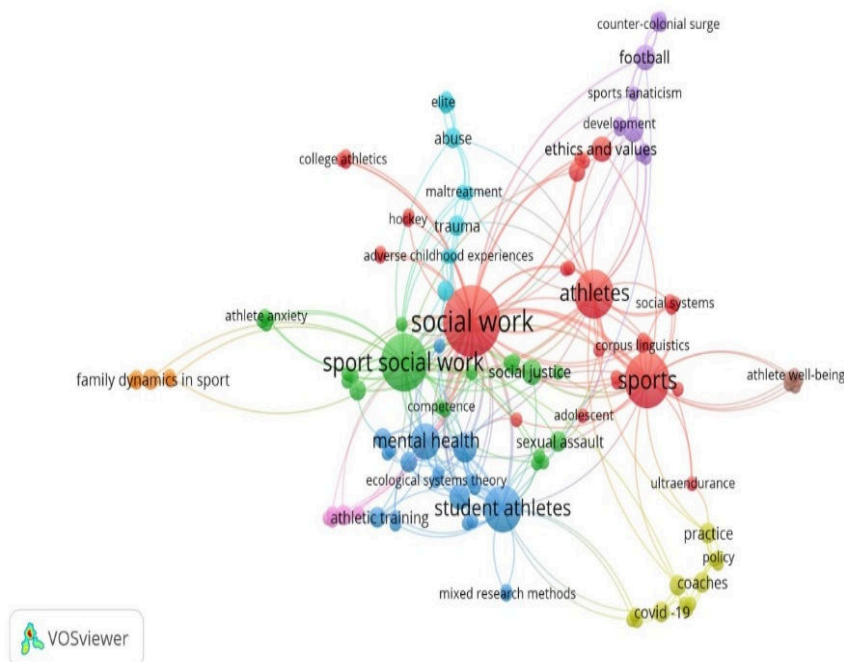 counter-colonial surge
football
sports fanaticism
elite
development
abuse
ethics and values
college athletics
maltreatment
hockey
trauma
adverse childhood experiences
athletes
social systems
social work
athlete anxiety
corpus linguistics
sport social work
social justice
family dynamics in sport
sports
athlete well-being
competence
adolescent
mental health
sexual assault
ecological systems theory
ultraendurance
student athletes
athletic training
practice
policy
coaches
mixed research methods
covid -19
VOSviewer